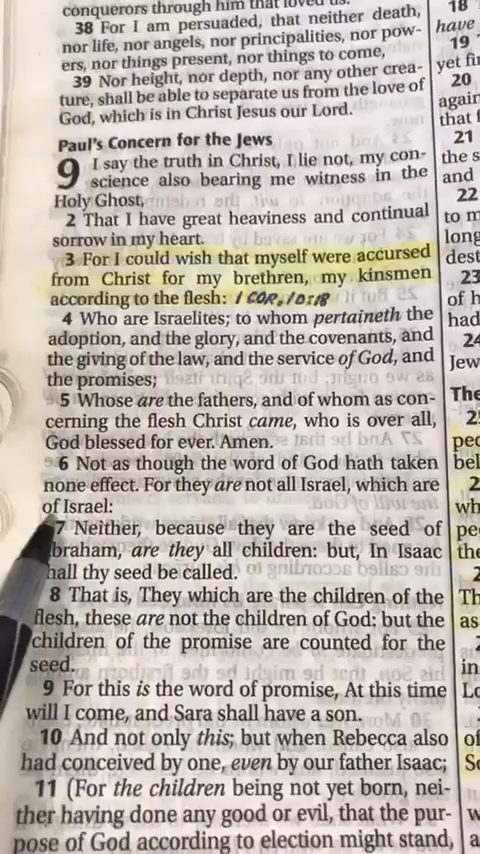 conquerors through him that loved us.
38 For I am persuaded, that neither death,
nor life, nor angels, nor principalities, nor pow-
ers, nor things present, nor things to come,
39 Nor height, nor depth, nor any other crea-
ture, shall be able to separate us from the love of
God, which is in Christ Jesus our Lord.
Paul's Concern for the Jews
9 I say the truth in Christ, I lie not, my con-
science also bearing me witness in the
Holy Ghost,
2 That I have great heaviness and continual
sorrow in my heart.
3 For I could wish that myself were accursed
from Christ for my brethren, my kinsmen
according to the flesh: 1 COR. 10:18
4 Who are Israelites; to whom pertaineth the
adoption, and the glory, and the covenants, and
the giving of the law, and the service of God, and
the promises;
5 Whose are the fathers, and of whom as con-
cerning the flesh Christ came, who is over all,
God blessed for ever. Amen.
6 Not as though the word of God hath taken
none effect. For they are not all Israel, which are
of Israel:
7 Neither, because they are the seed of
braham, are they all children: but, In Isaac
hall thy seed be called.
8 That is, They which are the children of the
flesh, these are not the children of God: but the
children of the promise are counted for the
seed.
9 For this is the word of promise, At this time
will I come, and Sara shall have a son.
10 And not only this; but when Rebecca also
had conceived by one, even by our father Isaac;
11 (For the children being not yet born, nei-
ther having done any good or evil, that the pur-
pose of God according to election might stand,
18
have
19
yet
20
again
that
21
the s
and
22
to m
long
dest
23
of h
had
24
Jew
The
2
peo
bel
2
wh
pe
the
2
Th
as
2
in
Lo
of
S
w
a